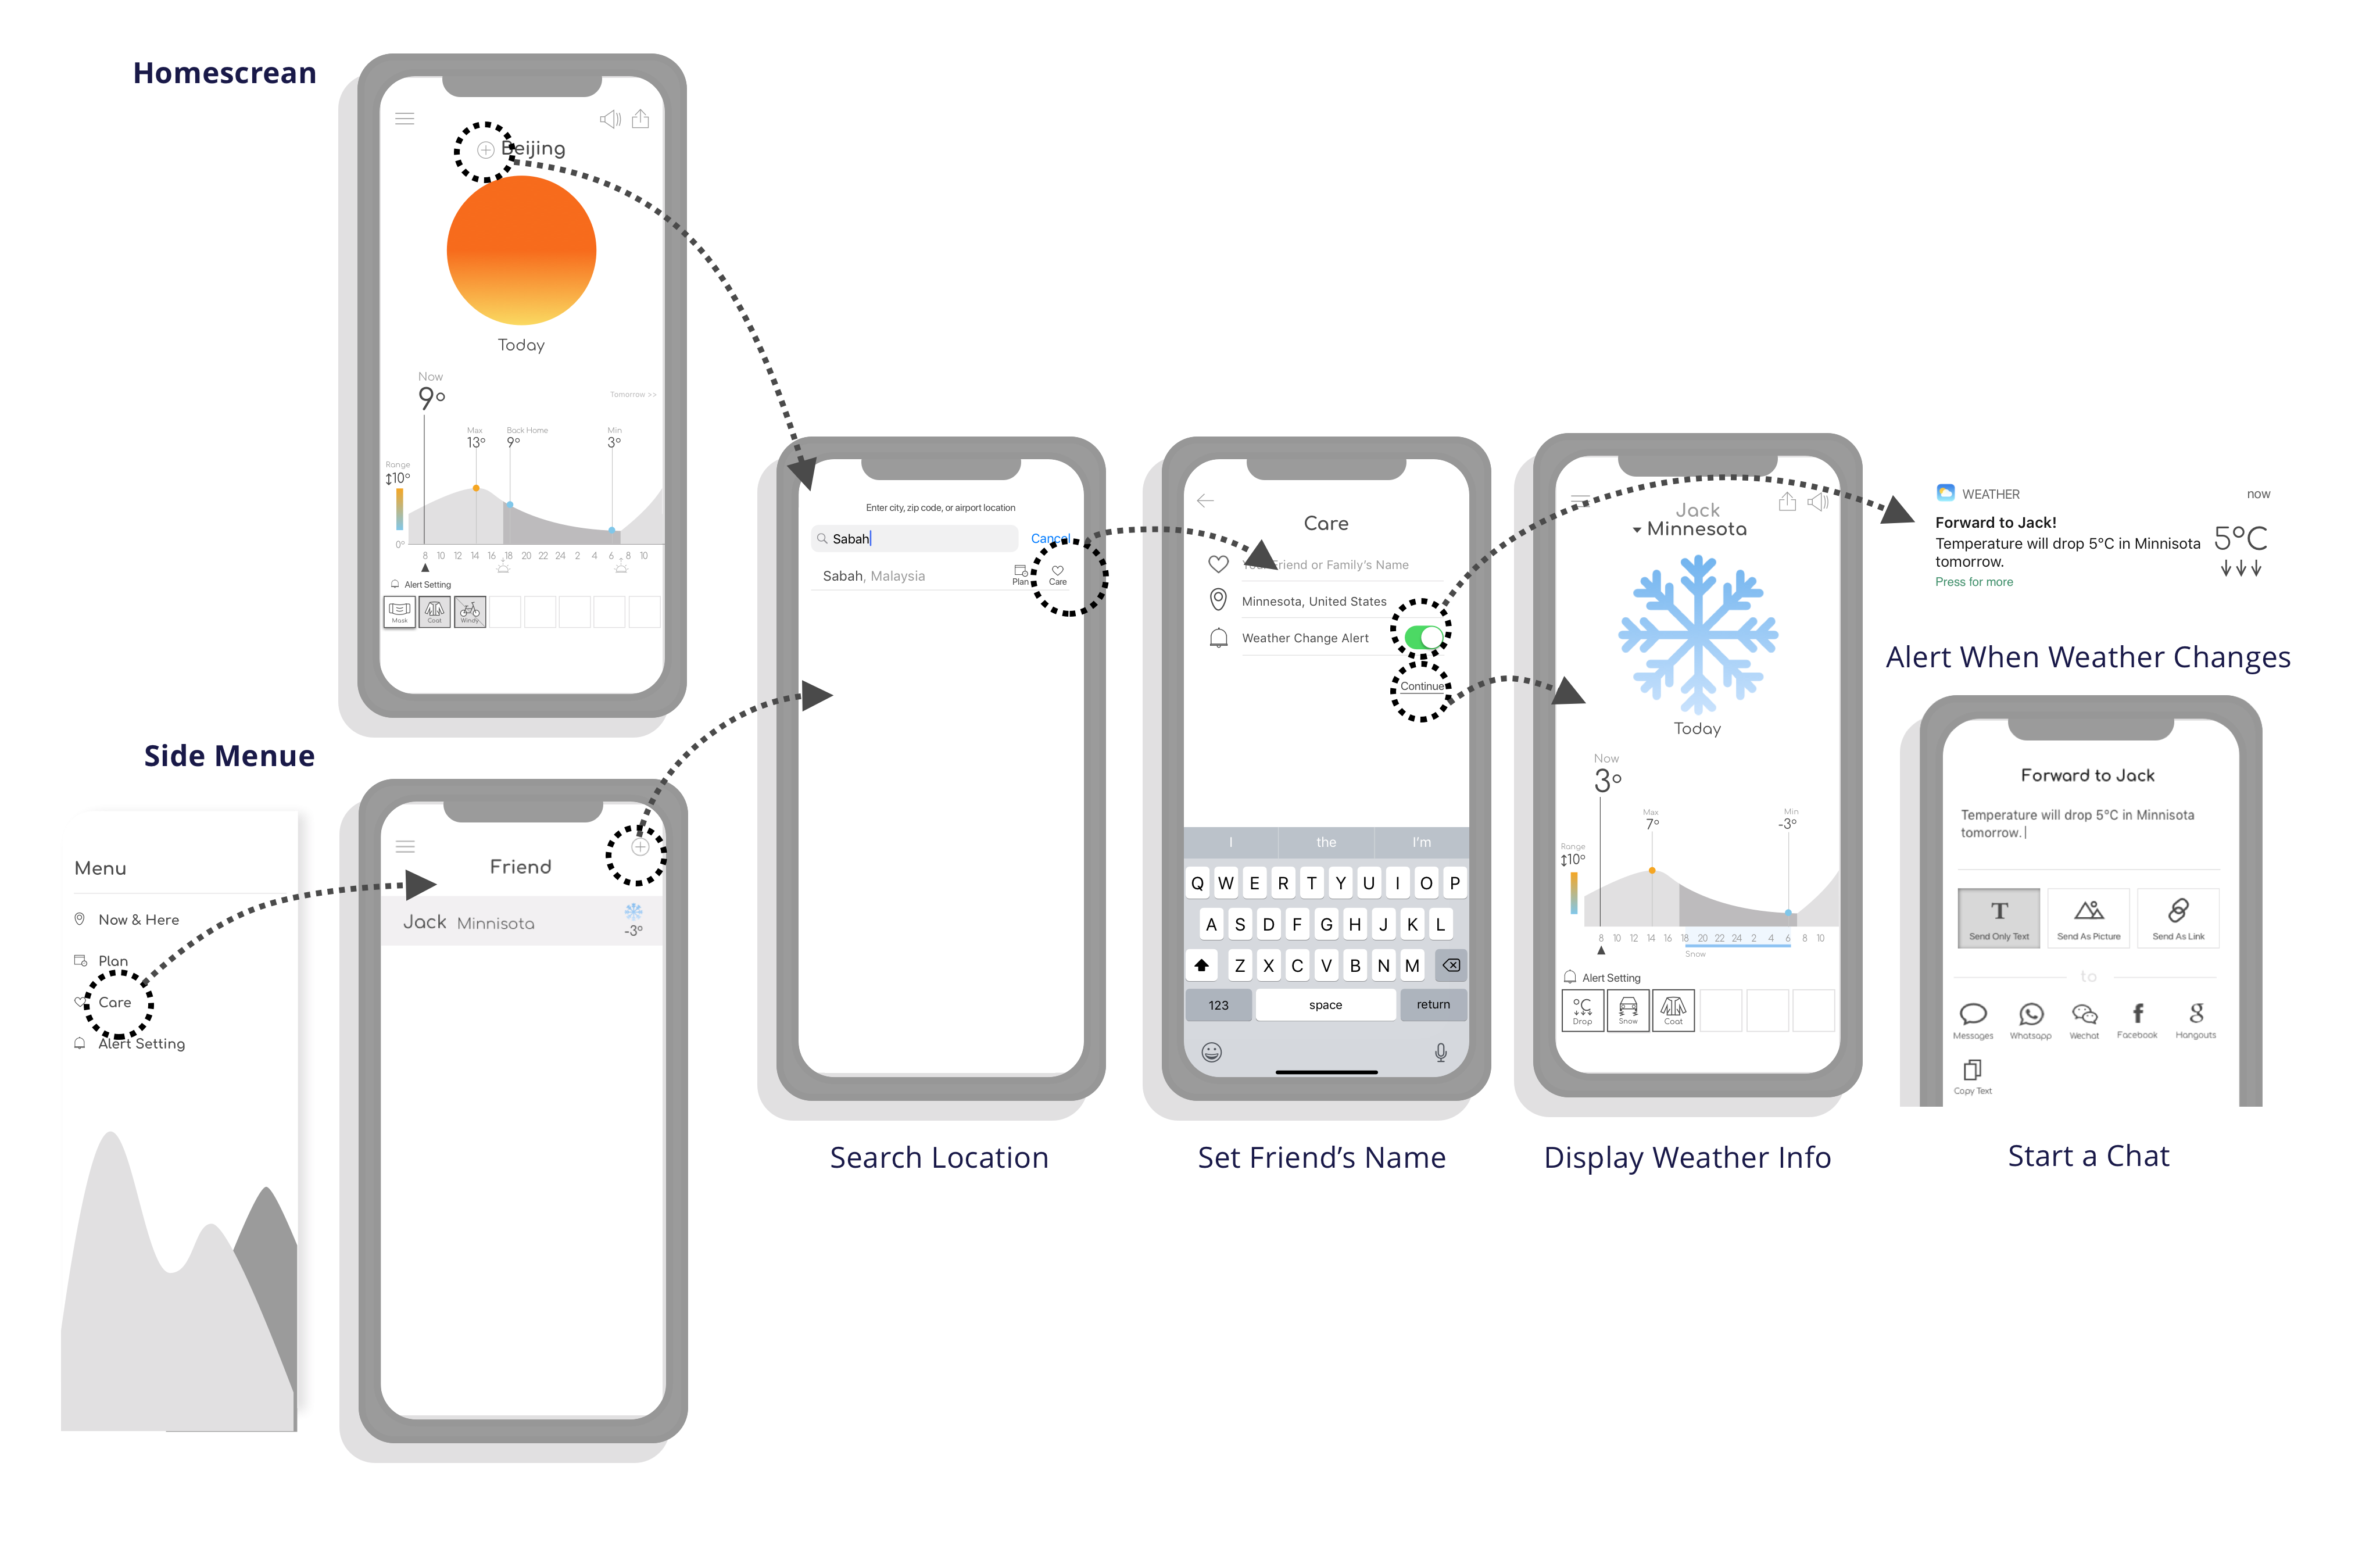 Homescrean
Beijing
Today
Now
9°
Tomorrow >>
Max
13°
Back Home
9°
Min
3°
Range
↕10°
0°
8 10 12 14 16 18 20 22 24 2 4 6 8 10
Alert Setting
Mask
Coat
Windy
Side Menue
Menu
Now & Here
Plan
Care
Alert Setting
Friend
Jack Minnisota
-3°
Enter city, zip code, or airport location
Sabah
Cancel
Sabah, Malaysia
Plan
Care
Search Location
Care
Your Friend or Family's Name
Minnesota, United States
Weather Change Alert
Continue
I the I'm
Q W E R T Y U I O P
A S D F G H J K L
Z X C V B N M
123 space return
Set Friend’s Name
Jack
Minnesota
Today
Now
3°
Max
7°
Min
-3°
Range
↕10°
8 10 12 14 16 18 20 22 24 2 4 6 8 10
Snow
Alert Setting
°C
Drop
Snow
Coat
Display Weather Info
WEATHER
now
Forward to Jack!
Temperature will drop 5°C in Minnisota
tomorrow.
Press for more
5°C
Alert When Weather Changes
Forward to Jack
Temperature will drop 5°C in Minnisota
tomorrow.
T
Send Only Text
Send As Picture
Send As Link
to
Messages
Whatsapp
Wechat
f
Facebook
g
Hangouts
Copy Text
Start a Chat